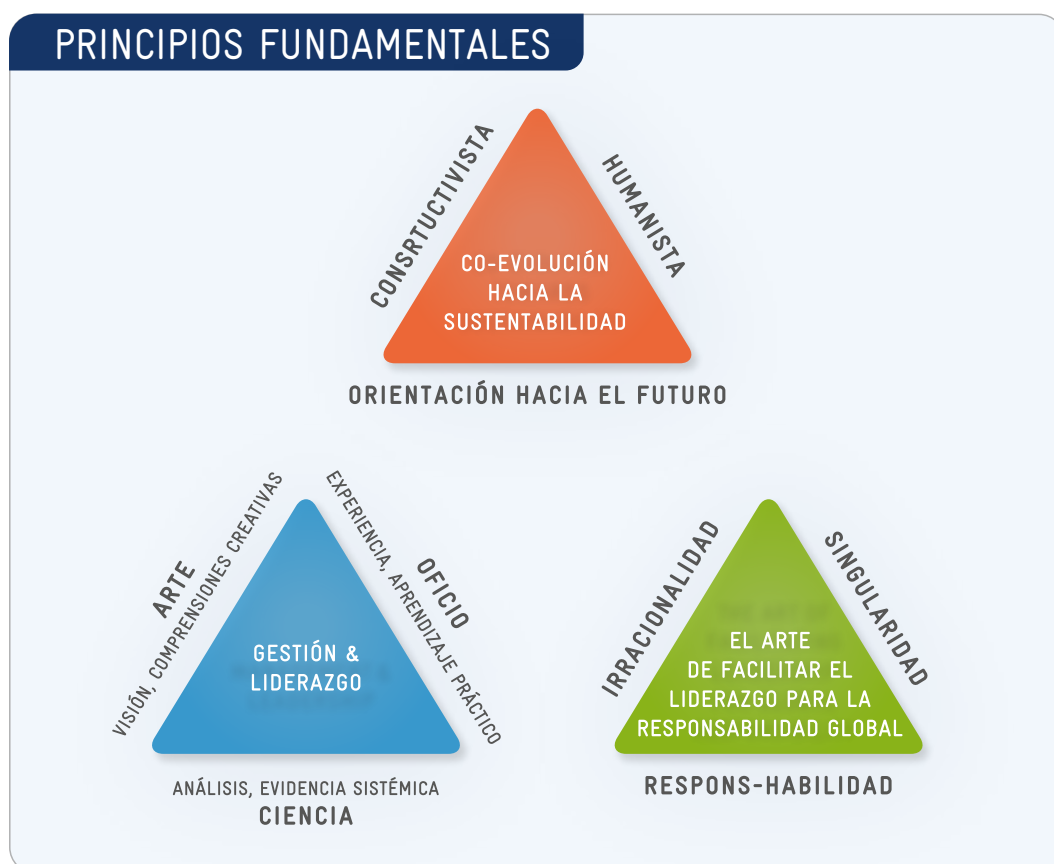 PRINCIPIOS FUNDAMENTALES
CONSRTUCTIVISTA
HUMANISTA
CO-EVOLUCIÓN
HACIA LA
SUSTENTABILIDAD
ORIENTACIÓN HACIA EL FUTURO
ARTE
VISIÓN, COMPRENSIONES CREATIVAS
EXPERIENCIA, APRENDIZAJE PRÁCTICO
OFICIO
GESTIÓN &
LIDERAZGO
ANÁLISIS, EVIDENCIA SISTÉMICA
CIENCIA
IRRACIONALIDAD
SINGULARIDAD
EL ARTE
DE FACILITAR EL
LIDERAZGO PARA LA
RESPONSABILIDAD GLOBAL
RESPONS-HABILIDAD